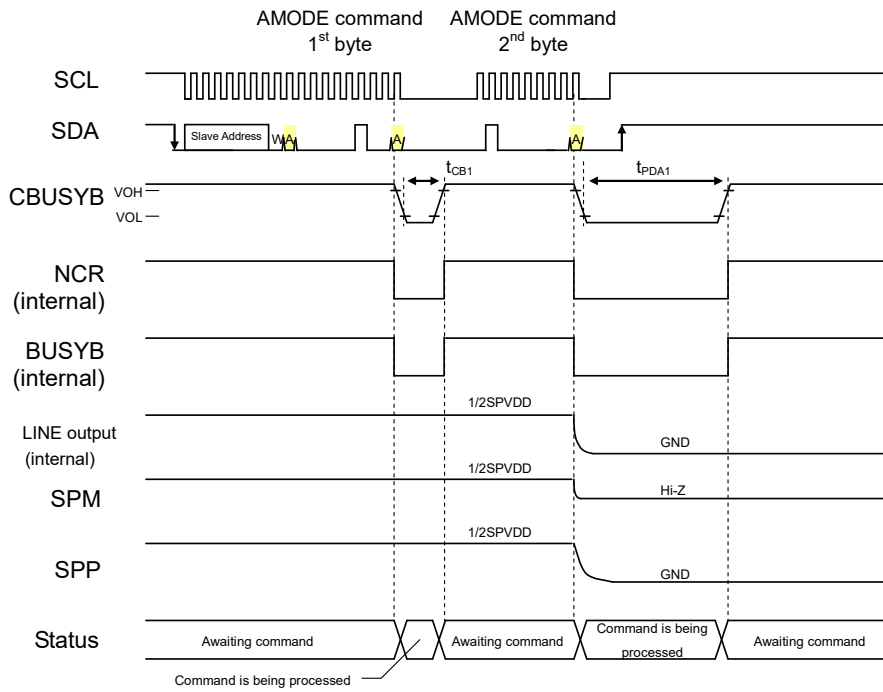 AMODE command
1st byte
AMODE command
2nd byte
SCL
SDA
Slave Address
W
A
A
A
tCB1
tPDA1
CBUSYB
VOH
VOL
NCR
(internal)
BUSYB
(internal)
1/2SPVDD
LINE output
(internal)
GND
1/2SPVDD
SPM
Hi-Z
1/2SPVDD
SPP
GND
Status
Awaiting command
Awaiting command
Command is being
processed
Awaiting command
Command is being processed